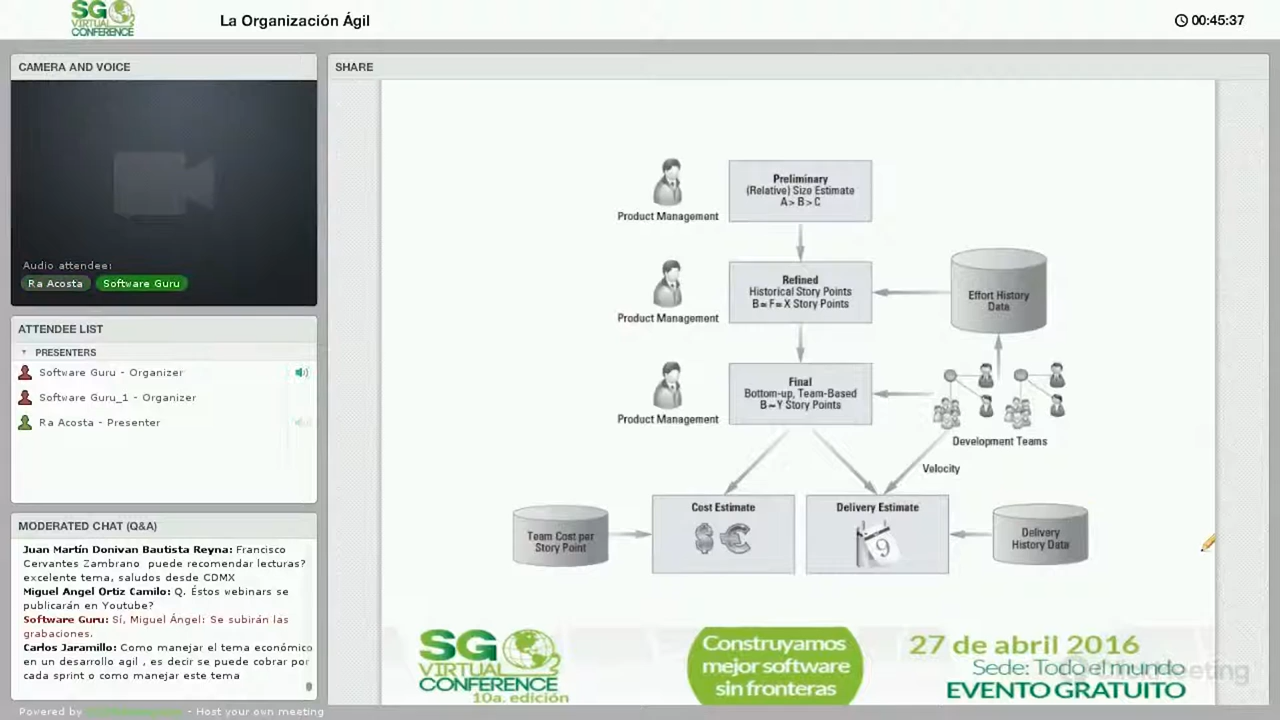 SG
VIRTUAL
CONFERENCE
La Organización Ágil
00:45:37
CAMERA AND VOICE
Audio attendee:
Ra Acosta
Software Guru
ATTENDEE LIST
PRESENTERS
Software Guru - Organizer
Software Guru_1 - Organizer
Ra Acosta - Presenter
MODERATED CHAT (Q&A)
Juan Martín Donivan Bautista Reyna: Francisco
Cervantes Zambrano puede recomendar lecturas?
excelente tema, saludos desde CDMX
Miguel Angel Ortiz Camilo: Q. Éstos webinars se
publicarán en Youtube?
Software Guru: Sí, Miguel Ángel: Se subirán las
grabaciones.
Carlos Jaramillo: Como manejar el tema económico
en un desarrollo agil , es decir se puede cobrar por
cada sprint o como manejar este tema
Powered by
- Host your own meeting
SHARE
Preliminary
(Relative) Size Estimate
A > B > C
Product Management
Refined
Historical Story Points
B ≈ F ≈ X Story Points
Product Management
Effort History
Data
Final
Bottom-up, Team-Based
B ~ Y Story Points
Product Management
Development Teams
Velocity
Team Cost per
Story Point
Cost Estimate
Delivery Estimate
9
Delivery
History Data
SG
VIRTUAL
CONFERENCE
10a. edición
Construyamos
mejor software
sin fronteras
27 de abril 2016
Sede: Todo el mundo
EVENTO GRATUITO